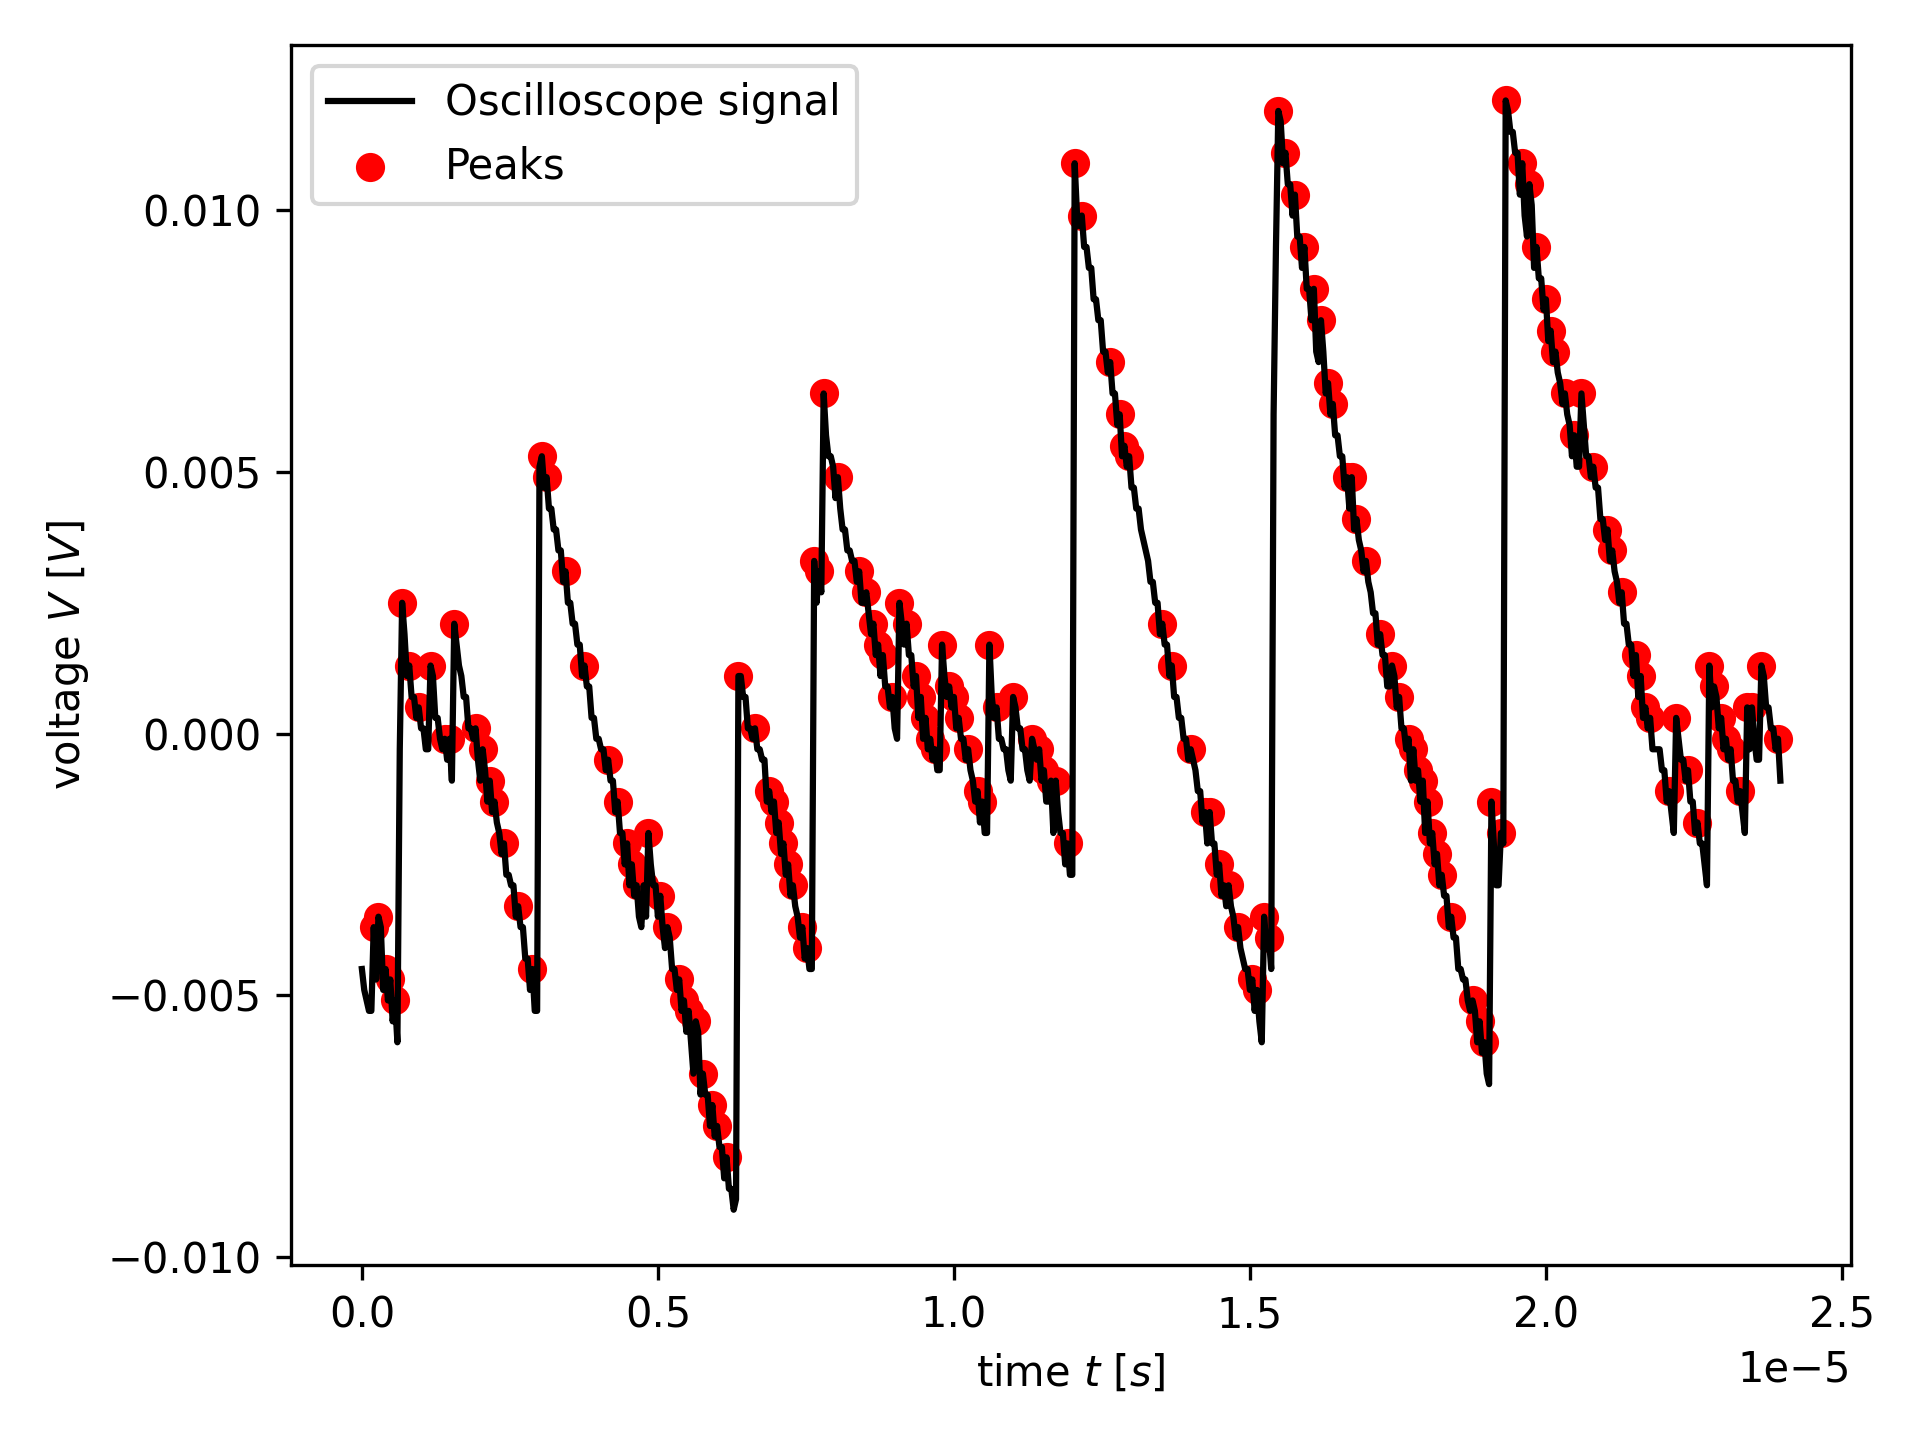 Oscilloscope signal
Peaks
0.010
0.005
0.000
−0.005
−0.010
voltage V [V]
0.0 0.5 1.0 1.5 2.0 2.5
1e−5
time t [s]